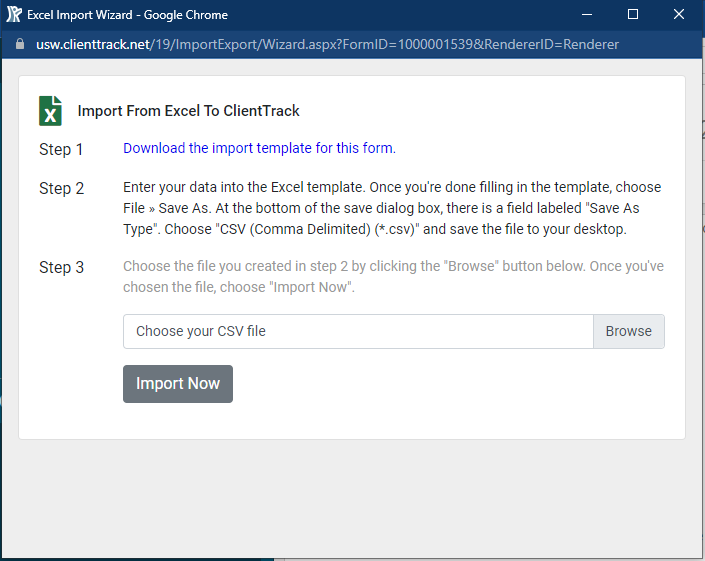 Excel Import Wizard - Google Chrome
usw.clienttrack.net/19/ImportExport/Wizard.aspx?FormID=1000001539&RendererID=Renderer
Import From Excel To ClientTrack
Step 1 Download the import template for this form.
Step 2 Enter your data into the Excel template. Once you're done filling in the template, choose
File » Save As. At the bottom of the save dialog box, there is a field labeled "Save As
Type". Choose "CSV (Comma Delimited) (*.csv)" and save the file to your desktop.
Step 3 Choose the file you created in step 2 by clicking the "Browse" button below. Once you've
chosen the file, choose "Import Now".
Choose your CSV file Browse
Import Now